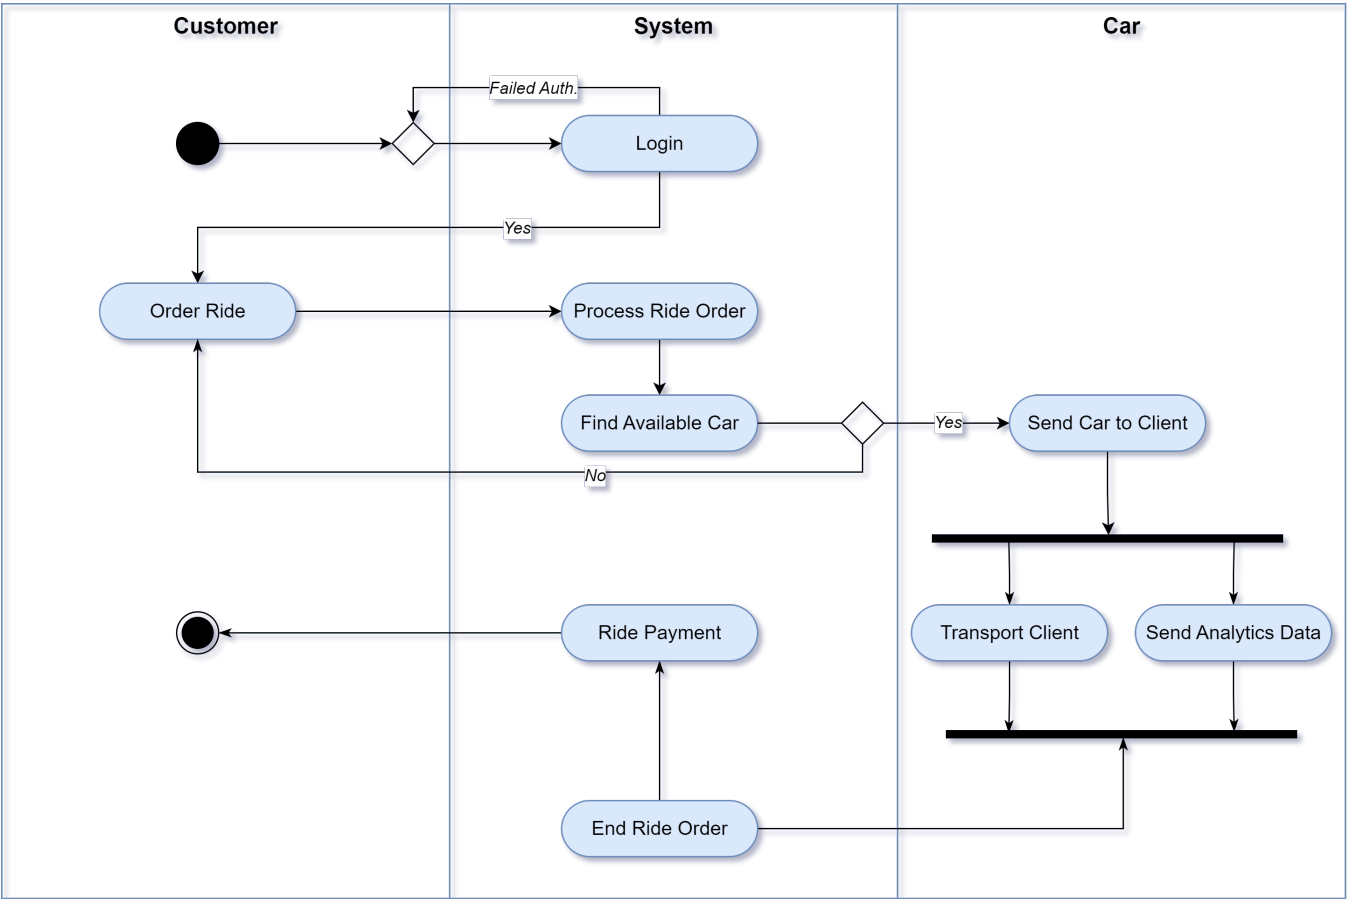 Customer
System
Car
Failed Auth.
Login
Yes
Order Ride
Process Ride Order
Find Available Car
Yes
Send Car to Client
No
Ride Payment
Transport Client
Send Analytics Data
End Ride Order